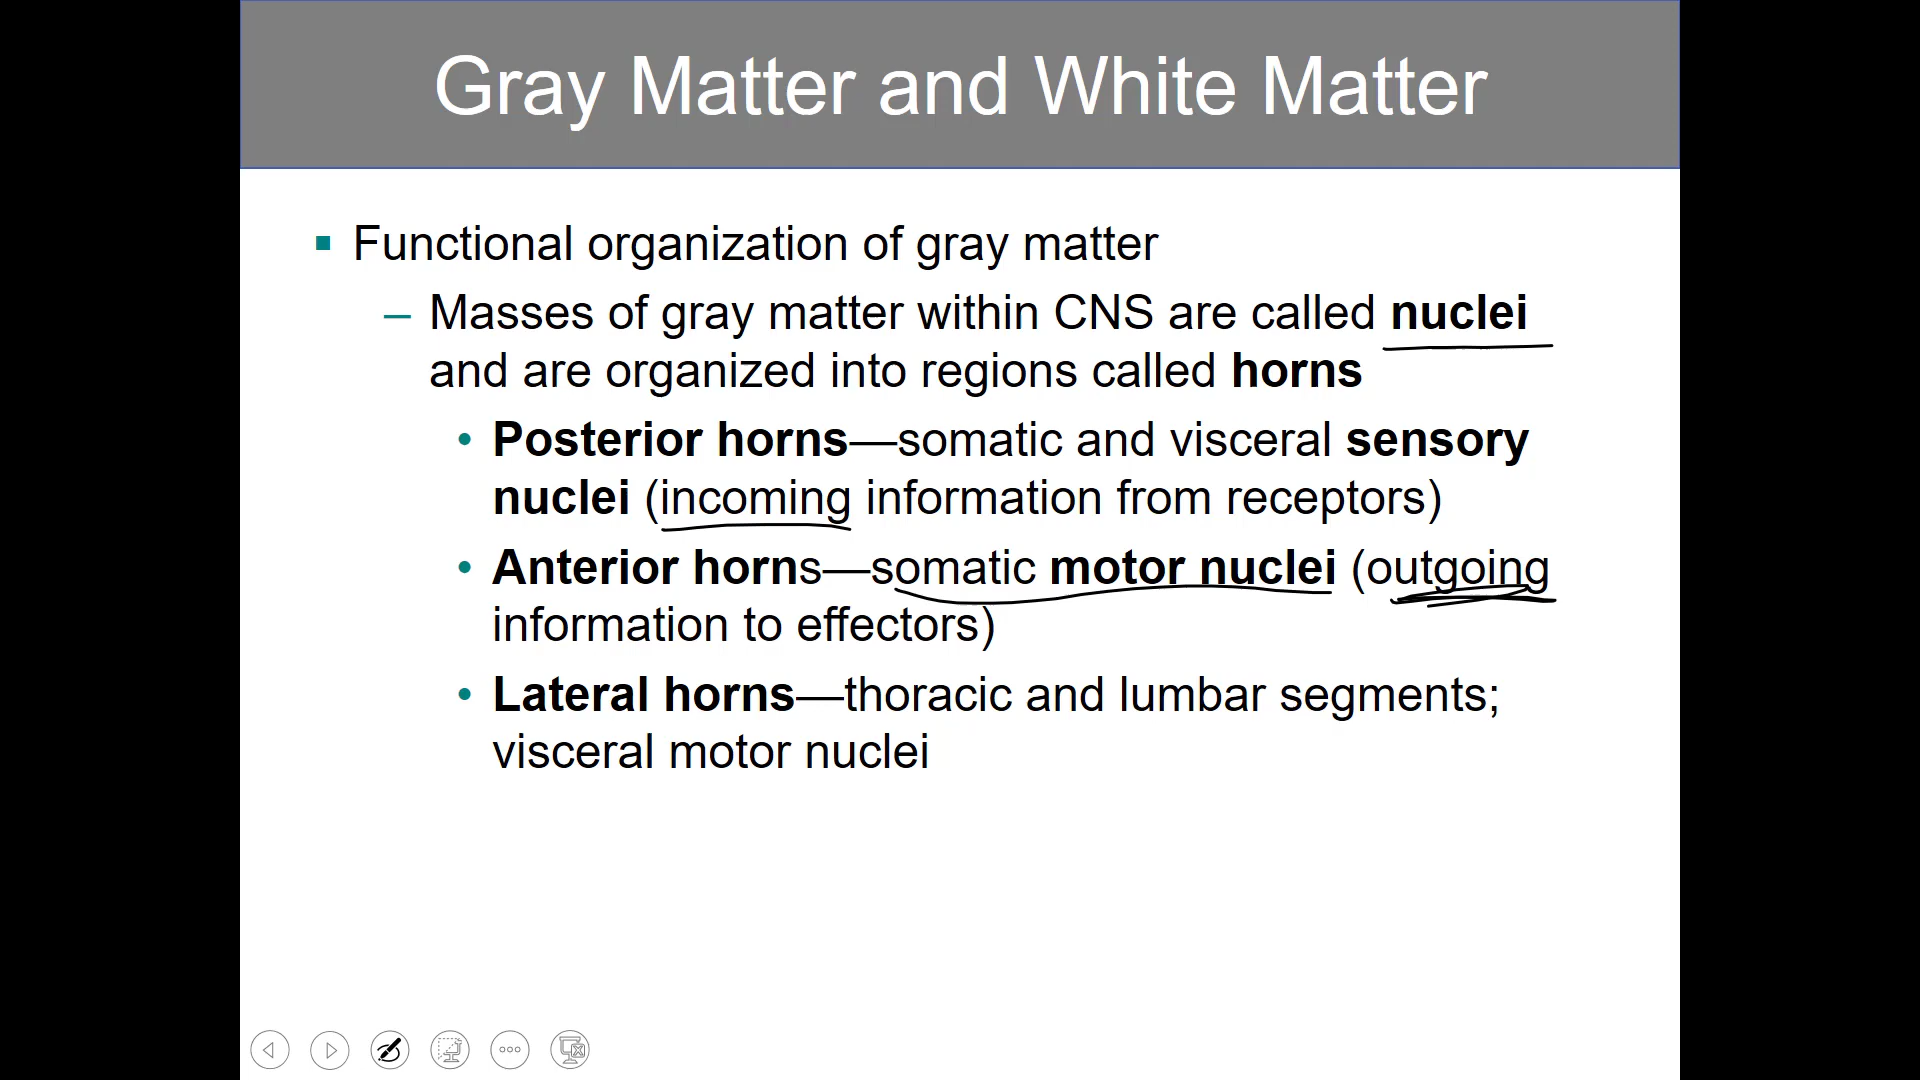 Gray Matter and White Matter
▪ Functional organization of gray matter
– Masses of gray matter within CNS are called nuclei
and are organized into regions called horns
• Posterior horns—somatic and visceral sensory
nuclei (incoming information from receptors)
• Anterior horns—somatic motor nuclei (outgoing
information to effectors)
• Lateral horns—thoracic and lumbar segments;
visceral motor nuclei